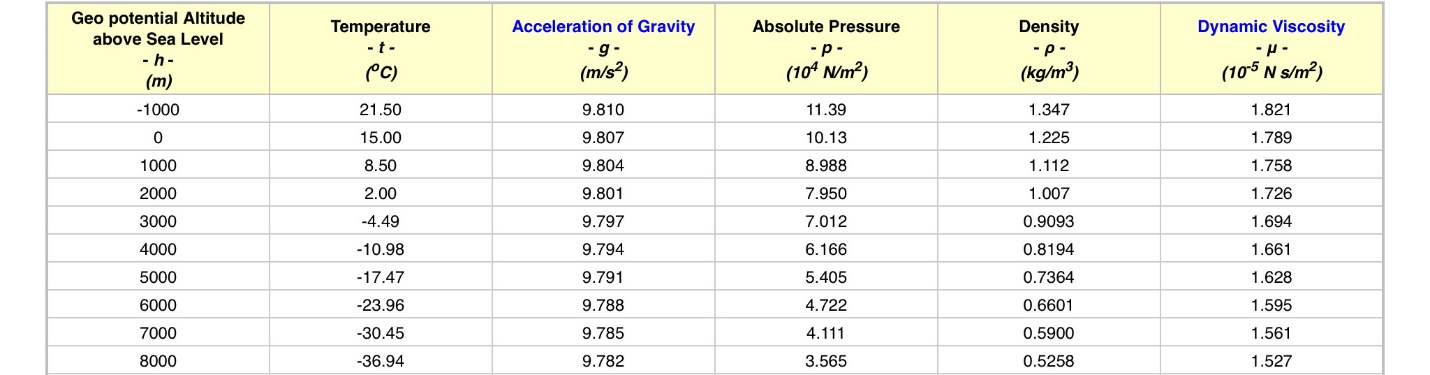 Geo potential Altitude above Sea Level - h - (m) Temperature - t - (°C) Acceleration of Gravity - g - (m/s²) Absolute Pressure - p - (10⁴ N/m²) Density - ρ - (kg/m³) Dynamic Viscosity - μ - (10⁻⁵ N s/m²)
-1000 21.50 9.810 11.39 1.347 1.821
0 15.00 9.807 10.13 1.225 1.789
1000 8.50 9.804 8.988 1.112 1.758
2000 2.00 9.801 7.950 1.007 1.726
3000 -4.49 9.797 7.012 0.9093 1.694
4000 -10.98 9.794 6.166 0.8194 1.661
5000 -17.47 9.791 5.405 0.7364 1.628
6000 -23.96 9.788 4.722 0.6601 1.595
7000 -30.45 9.785 4.111 0.5900 1.561
8000 -36.94 9.782 3.565 0.5258 1.527